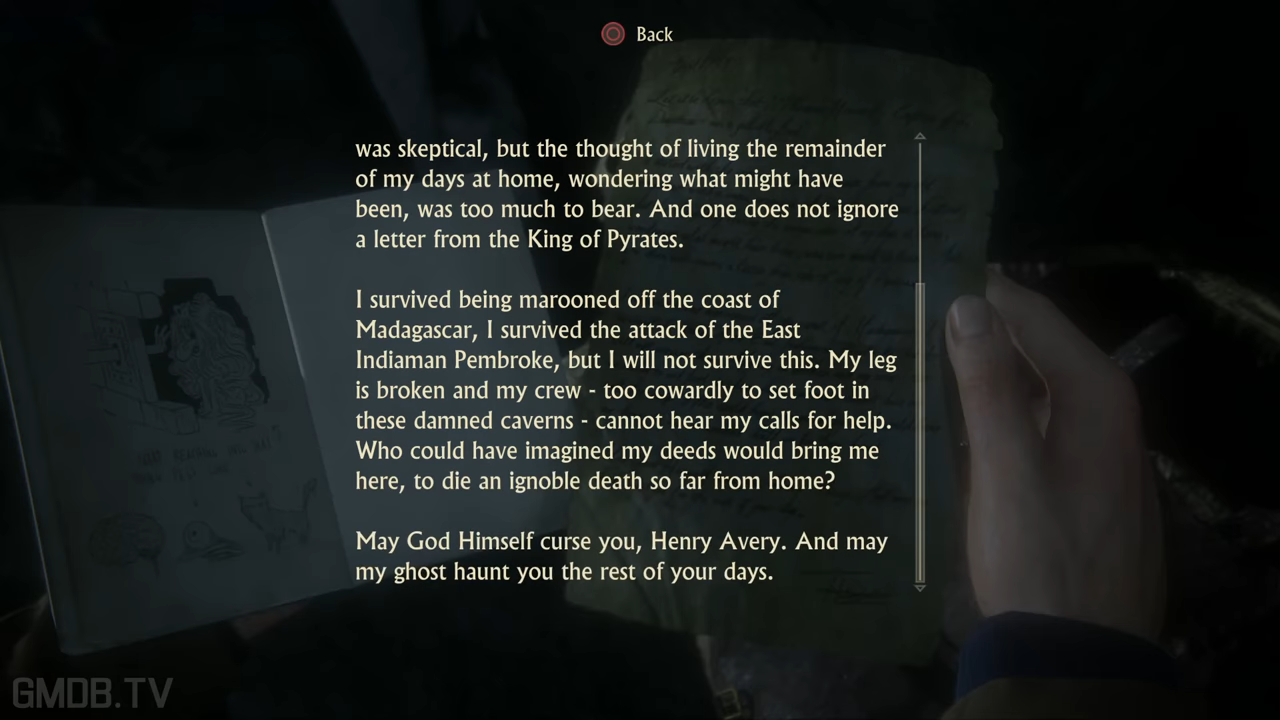 Back
was skeptical, but the thought of living the remainder
of my days at home, wondering what might have
been, was too much to bear. And one does not ignore
a letter from the King of Pyrates.
I survived being marooned off the coast of
Madagascar, I survived the attack of the East
Indiaman Pembroke, but I will not survive this. My leg
is broken and my crew - too cowardly to set foot in
these damned caverns - cannot hear my calls for help.
Who could have imagined my deeds would bring me
here, to die an ignoble death so far from home?
May God Himself curse you, Henry Avery. And may
my ghost haunt you the rest of your days.
GMDB.TV